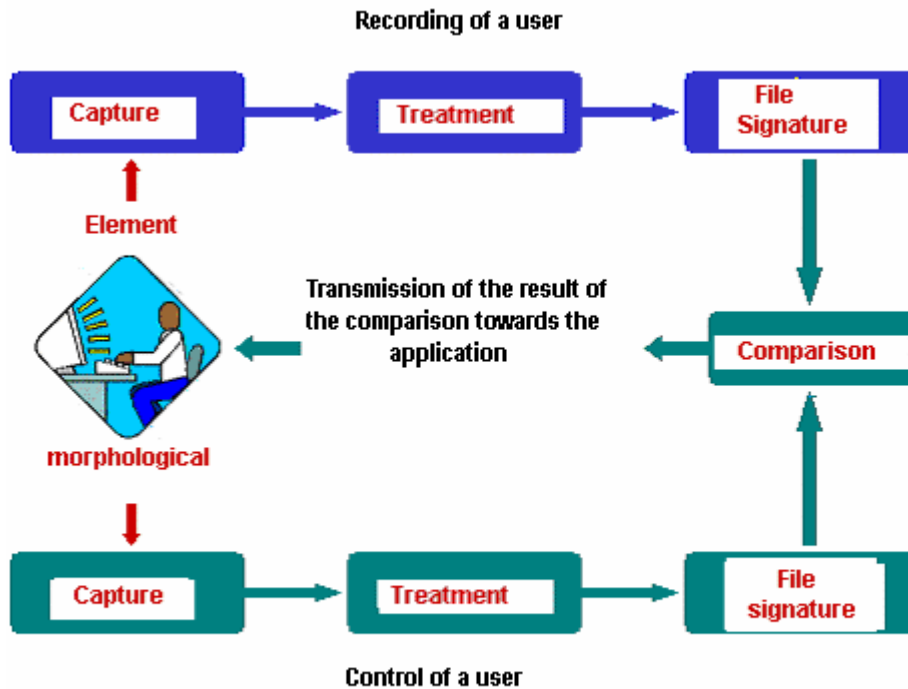 Recording of a user
Capture
Treatment
File
Signature
Element
Transmission of the result of
the comparison towards the
application
Comparison
morphological
Capture
Treatment
File
signature
Control of a user